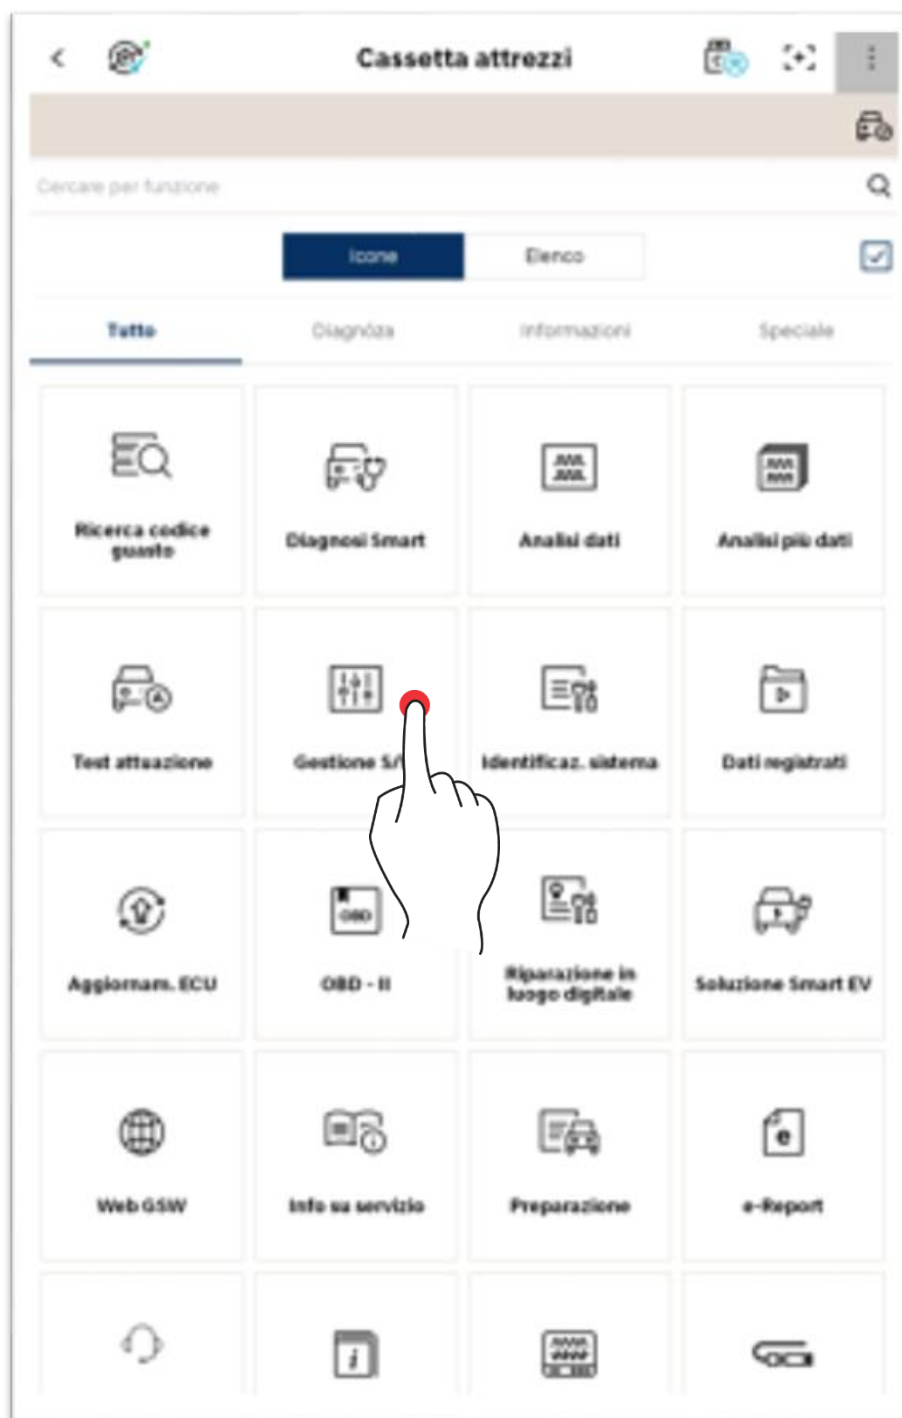 Cassetta attrezzi
Cercare per funzione
Icone Elenco
Tutto Diagnóza Informazioni Speciale
Ricerca codice
guasto
Diagnosi Smart
Analisi dati
Analisi più dati
Test attuazione
Gestione S/
Identificaz. sistema
Dati registrati
Aggiornam. ECU
OBD
OBD - II
Riparazione in
luogo digitale
Soluzione Smart EV
Web GSW
Info su servizio
Preparazione
e
e-Report
i